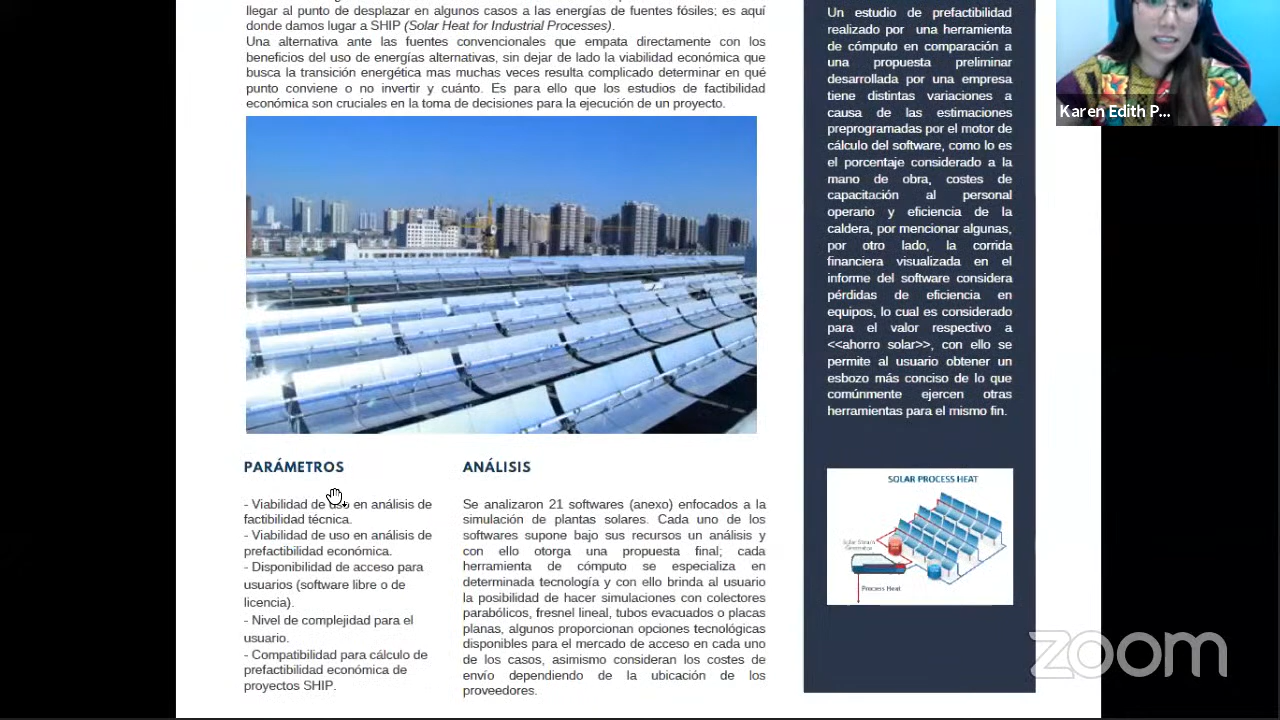 llegar al punto de desplazar en algunos casos a las energías de fuentes fósiles; es aquí
donde damos lugar a SHIP (Solar Heat for Industrial Processes).
Una alternativa ante las fuentes convencionales que empata directamente con los
beneficios del uso de energías alternativas, sin dejar de lado la viabilidad económica que
busca la transición energética mas muchas veces resulta complicado determinar en qué
punto conviene o no invertir y cuánto. Es para ello que los estudios de factibilidad
económica son cruciales en la toma de decisiones para la ejecución de un proyecto.
PARÁMETROS
- Viabilidad de uso en análisis de
factibilidad técnica.
- Viabilidad de uso en análisis de
prefactibilidad económica.
- Disponibilidad de acceso para
usuarios (software libre o de
licencia).
- Nivel de complejidad para el
usuario.
- Compatibilidad para cálculo de
prefactibilidad económica de
proyectos SHIP.
ANÁLISIS
Se analizaron 21 softwares (anexo) enfocados a la
simulación de plantas solares. Cada uno de los
softwares supone bajo sus recursos un análisis y
con ello otorga una propuesta final; cada
herramienta de cómputo se especializa en
determinada tecnología y con ello brinda al usuario
la posibilidad de hacer simulaciones con colectores
parabólicos, fresnel lineal, tubos evacuados o placas
planas, algunos proporcionan opciones tecnológicas
disponibles para el mercado de acceso en cada uno
de los casos, asimismo consideran los costes de
envío dependiendo de la ubicación de los
proveedores.
Un estudio de prefactibilidad
realizado por una herramienta
de cómputo en comparación a
una propuesta preliminar
desarrollada por una empresa
tiene distintas variaciones a
causa de las estimaciones
preprogramadas por el motor de
cálculo del software, como lo es
el porcentaje considerado a la
mano de obra, costes de
capacitación al personal
operario y eficiencia de la
caldera, por mencionar algunas,
por otro lado, la corrida
financiera visualizada en el
informe del software considera
pérdidas de eficiencia en
equipos, lo cual es considerado
para el valor respectivo a
<<ahorro solar>>, con ello se
permite al usuario obtener un
esbozo más conciso de lo que
comúnmente ejercen otras
herramientas para el mismo fin.
SOLAR PROCESS HEAT
Solar Steam
Generator
Process Heat
Karen Edith P...
zoom